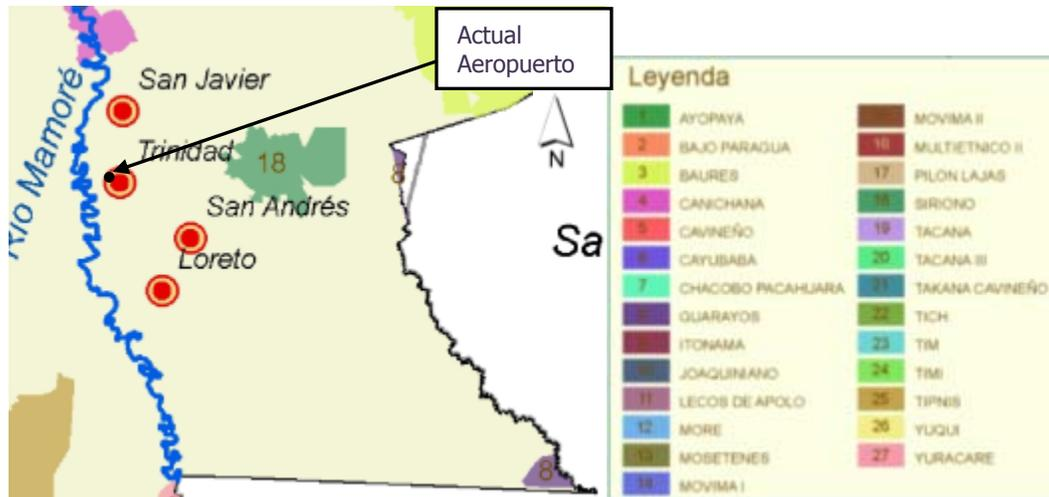 Actual
Aeropuerto
San Javier
Río Mamoré
Trinidad
18
8
San Andrés
Loreto
N
Sa
8
Leyenda
1 AYOPAYA
2 BAJO PARAGUA
3 BAURES
4 CANICHANA
5 CAVINEÑO
6 CAYUBABA
7 CHACOBO PACAHUARA
GUARAYOS
ITONAMA
JOAQUINIANO
11 LECOS DE APOLO
12 MORE
13 MOSETENES
MOVIMA I
MOVIMA II
16 MULTIETNICO II
17 PILON LAJAS
18 SIRIONO
19 TACANA
20 TACANA III
21 TAKANA CAVINEÑO
22 TICH
23 TIM
24 TIMI
25 TIPNIS
26 YUQUI
27 YURACARE